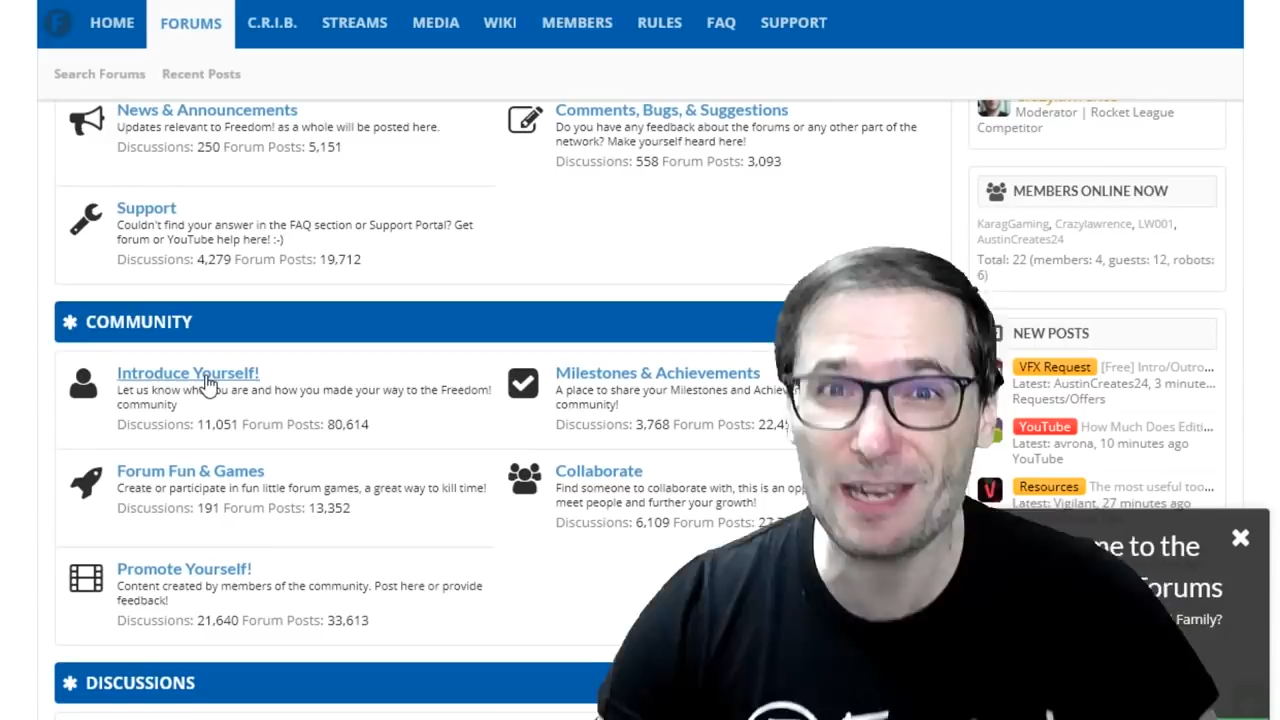 HOME FORUMS C.R.I.B. STREAMS MEDIA WIKI MEMBERS RULES FAQ SUPPORT
Search Forums Recent Posts
News & Announcements
Updates relevant to Freedom! as a whole will be posted here.
Discussions: 250 Forum Posts: 5,151
Comments, Bugs, & Suggestions
Do you have any feedback about the forums or any other part of the
network? Make yourself heard here!
Discussions: 558 Forum Posts: 3,093
Support
Couldn't find your answer in the FAQ section or Support Portal? Get
forum or YouTube help here! :-)
Discussions: 4,279 Forum Posts: 19,712
COMMUNITY
Introduce Yourself!
Let us know who you are and how you made your way to the Freedom!
community
Discussions: 11,051 Forum Posts: 80,614
Milestones & Achievements
A place to share your Milestones and
community!
Discussions: 3,768 Forum Posts:
Forum Fun & Games
Create or participate in fun little forum games, a great way to kill time!
Discussions: 191 Forum Posts: 13,352
Collaborate
Find someone to collaborate with, this is an
meet people and further your growth!
Discussions: 6,109 Forum Posts:
Promote Yourself!
Content created by members of the community. Post here or provide
feedback!
Discussions: 21,640 Forum Posts: 33,613
DISCUSSIONS
Moderator | Rocket League
Competitor
MEMBERS ONLINE NOW
KaragGaming, Crazylawrence, LW001,
AustinCreates24
Total: 22 (members: 4, guests: 12, robots:
6)
NEW POSTS
VFX Request [Free] Intro/Outro...
Latest: AustinCreates24, 3 minute...
Requests/Offers
YouTube How Much Does Editi...
Latest: avrona, 10 minutes ago
YouTube
Resources The most useful too...
Latest: Vigilant, 27 minutes ago
to the
Family?